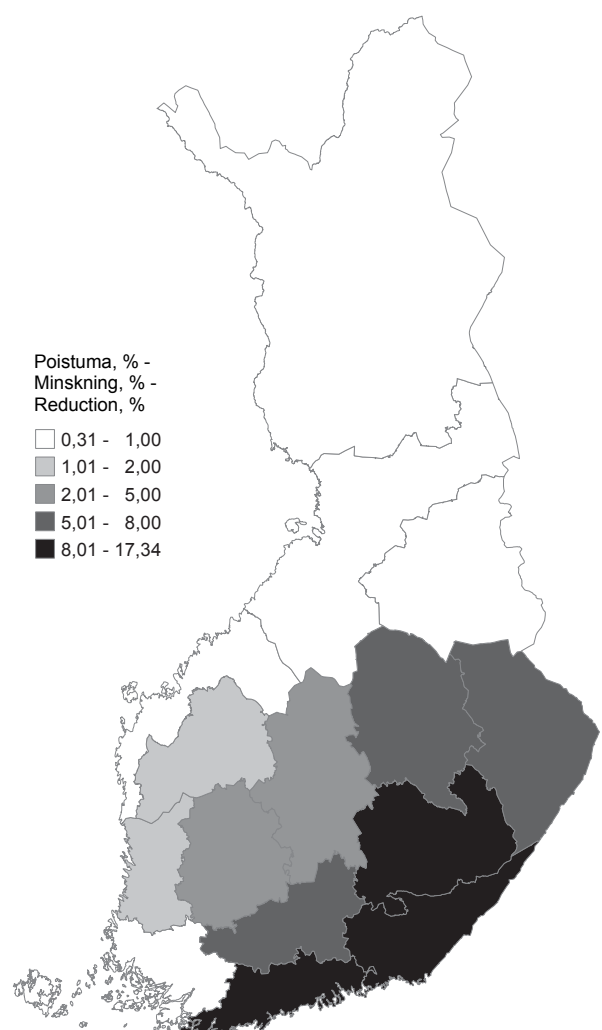 Poistuma, % -
Minskning, % -
Reduction, %
0,31 - 1,00
1,01 - 2,00
2,01 - 5,00
5,01 - 8,00
8,01 - 17,34